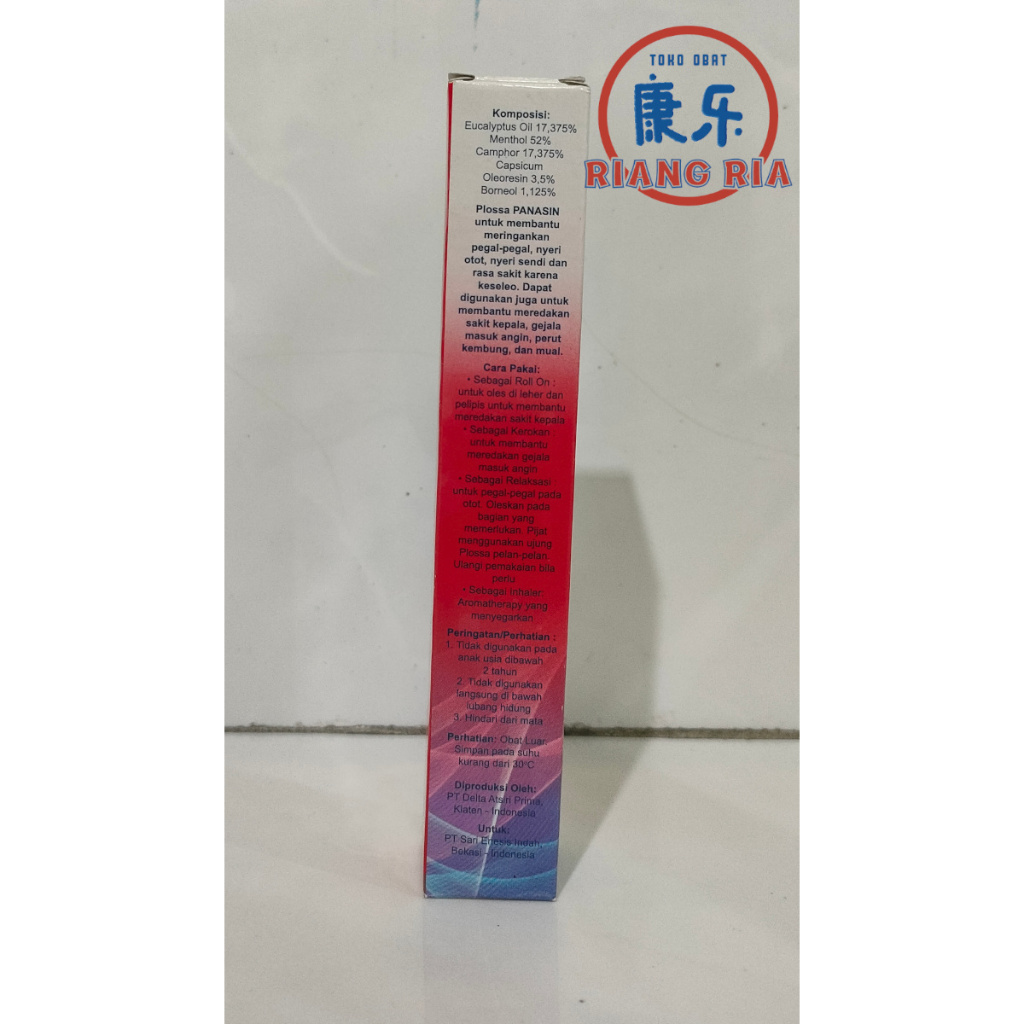 TOKO OBAT
康乐
RIANG RIA
Komposisi:
Eucalyptus Oil 17,375%
Menthol 52%
Camphor 17,375%
Capsicum
Oleoresin 3,5%
Borneol 1,125%
Plossa PANASIN
untuk membantu
meringankan
pegal-pegal, nyeri
otot, nyeri sendi dan
rasa sakit karena
keseleo. Dapat
digunakan juga untuk
membantu meredakan
sakit kepala, gejala
masuk angin, perut
kembung, dan mual.
Cara Pakai:
• Sebagai Roll On :
untuk oles di leher dan
pelipis untuk membantu
meredakan sakit kepala
• Sebagai Kerokan :
untuk membantu
meredakan gejala
masuk angin
• Sebagai Relaksasi
untuk pegal-pegal pada
otot. Oleskan pada
bagian yang
memerlukan. Pijat
menggunakan ujung
Plossa pelan-pelan.
Ulangi pemakaian bila
perlu
• Sebagai Inhaler:
Aromatherapy yang
menyegarkan
Peringatan/Perhatian :
1. Tidak digunakan pada
anak usia dibawah
2 tahun
2. Tidak digunakan
langsung di bawah
lubang hidung
3. Hindari dari mata
Perhatian: Obat Luar.
Simpan pada suhu
kurang dari 30°C
Diproduksi Oleh:
PT Delta Atsiri Prima,
Klaten - Indonesia
Untuk:
PT Sari Enesis Indah,
Bekasi - Indonesia